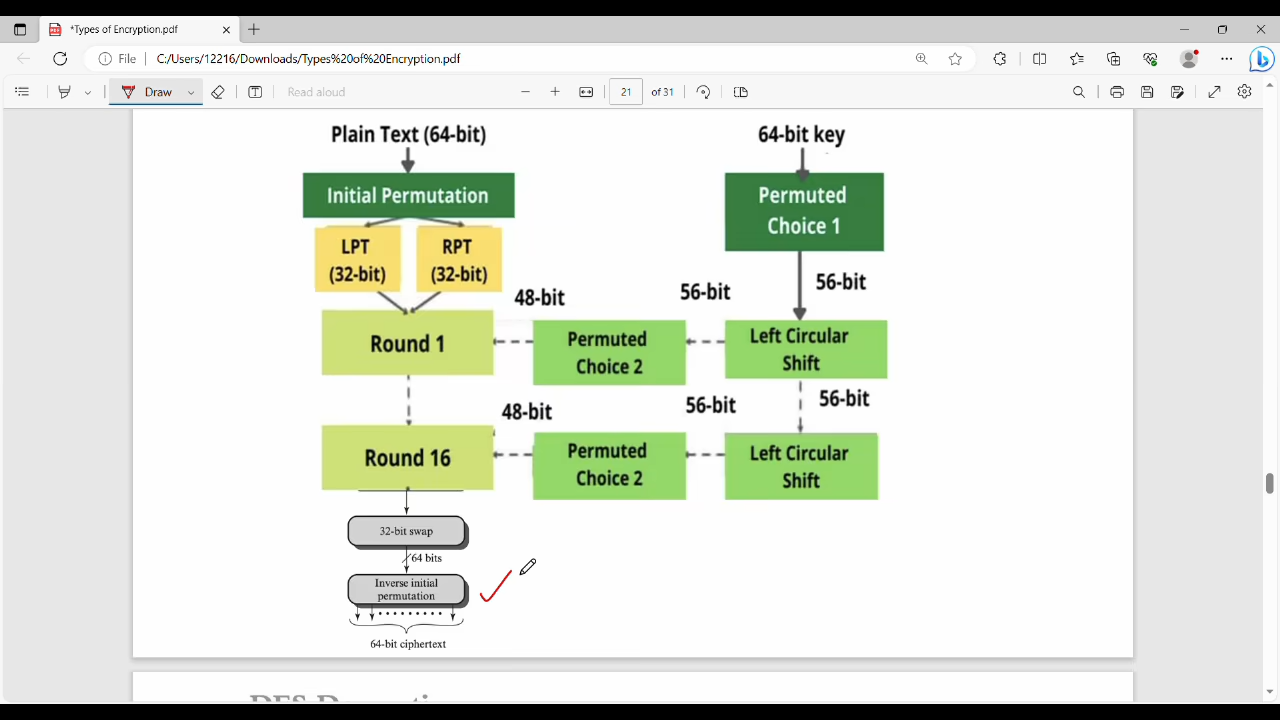 *Types of Encryption.pdf
File
C:/Users/12216/Downloads/Types%20of%20Encryption.pdf
Draw
Read aloud
21
of 31
Plain Text (64-bit)
64-bit key
Initial Permutation
Permuted
Choice 1
LPT
(32-bit)
RPT
(32-bit)
48-bit
56-bit
56-bit
Round 1
Permuted
Choice 2
Left Circular
Shift
48-bit
56-bit
56-bit
Round 16
Permuted
Choice 2
Left Circular
Shift
32-bit swap
64 bits
Inverse initial
permutation
64-bit ciphertext